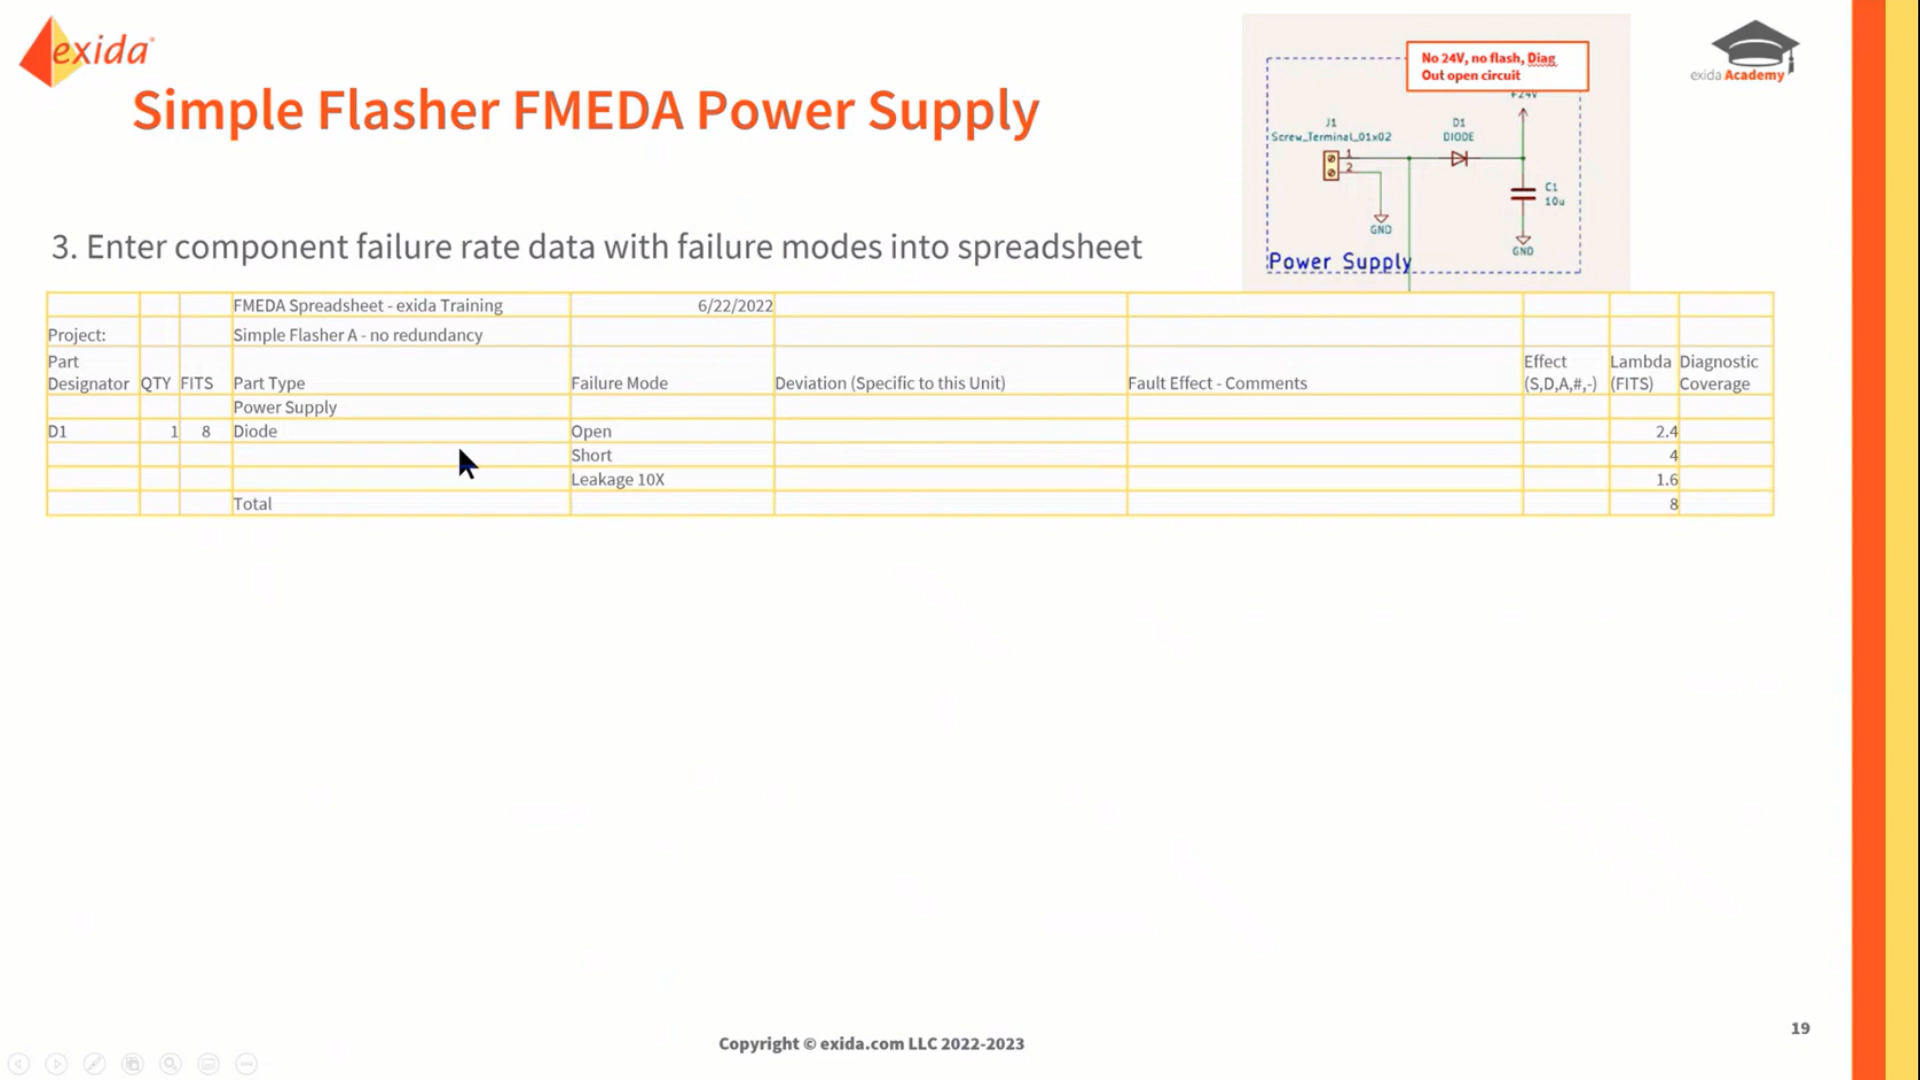 exida
Simple Flasher FMEDA Power Supply
No 24V, no flash, Diag
Out open circuit
+24V
J1
Screw_Terminal_01x02
1
2
D1
DIODE
C1
10u
GND
GND
Power Supply
exida Academy
3. Enter component failure rate data with failure modes into spreadsheet
FMEDA Spreadsheet - exida Training 6/22/2022
Project: Simple Flasher A - no redundancy
Part Designator QTY FITS Part Type Failure Mode Deviation (Specific to this Unit) Fault Effect - Comments Effect (S,D,A,#,-) Lambda (FITS) Diagnostic Coverage
Power Supply
D1 1 8 Diode Open 2.4
Short 4
Leakage 10X 1.6
Total 8
Copyright © exida.com LLC 2022-2023
19